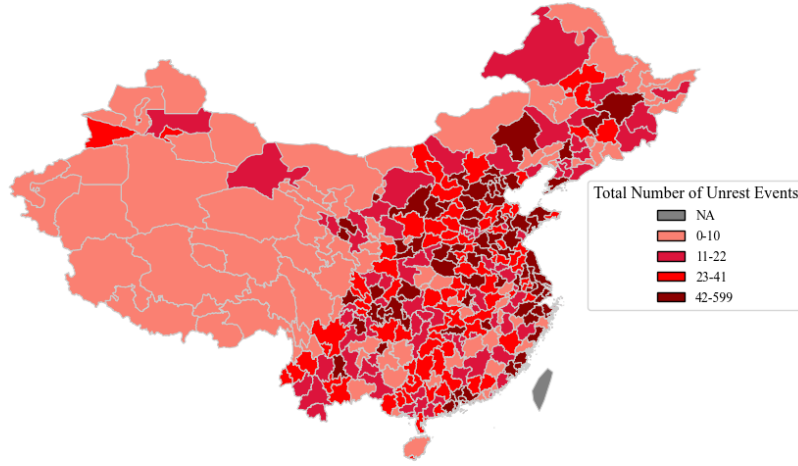 Total Number of Unrest Events
NA
0-10
11-22
23-41
42-599